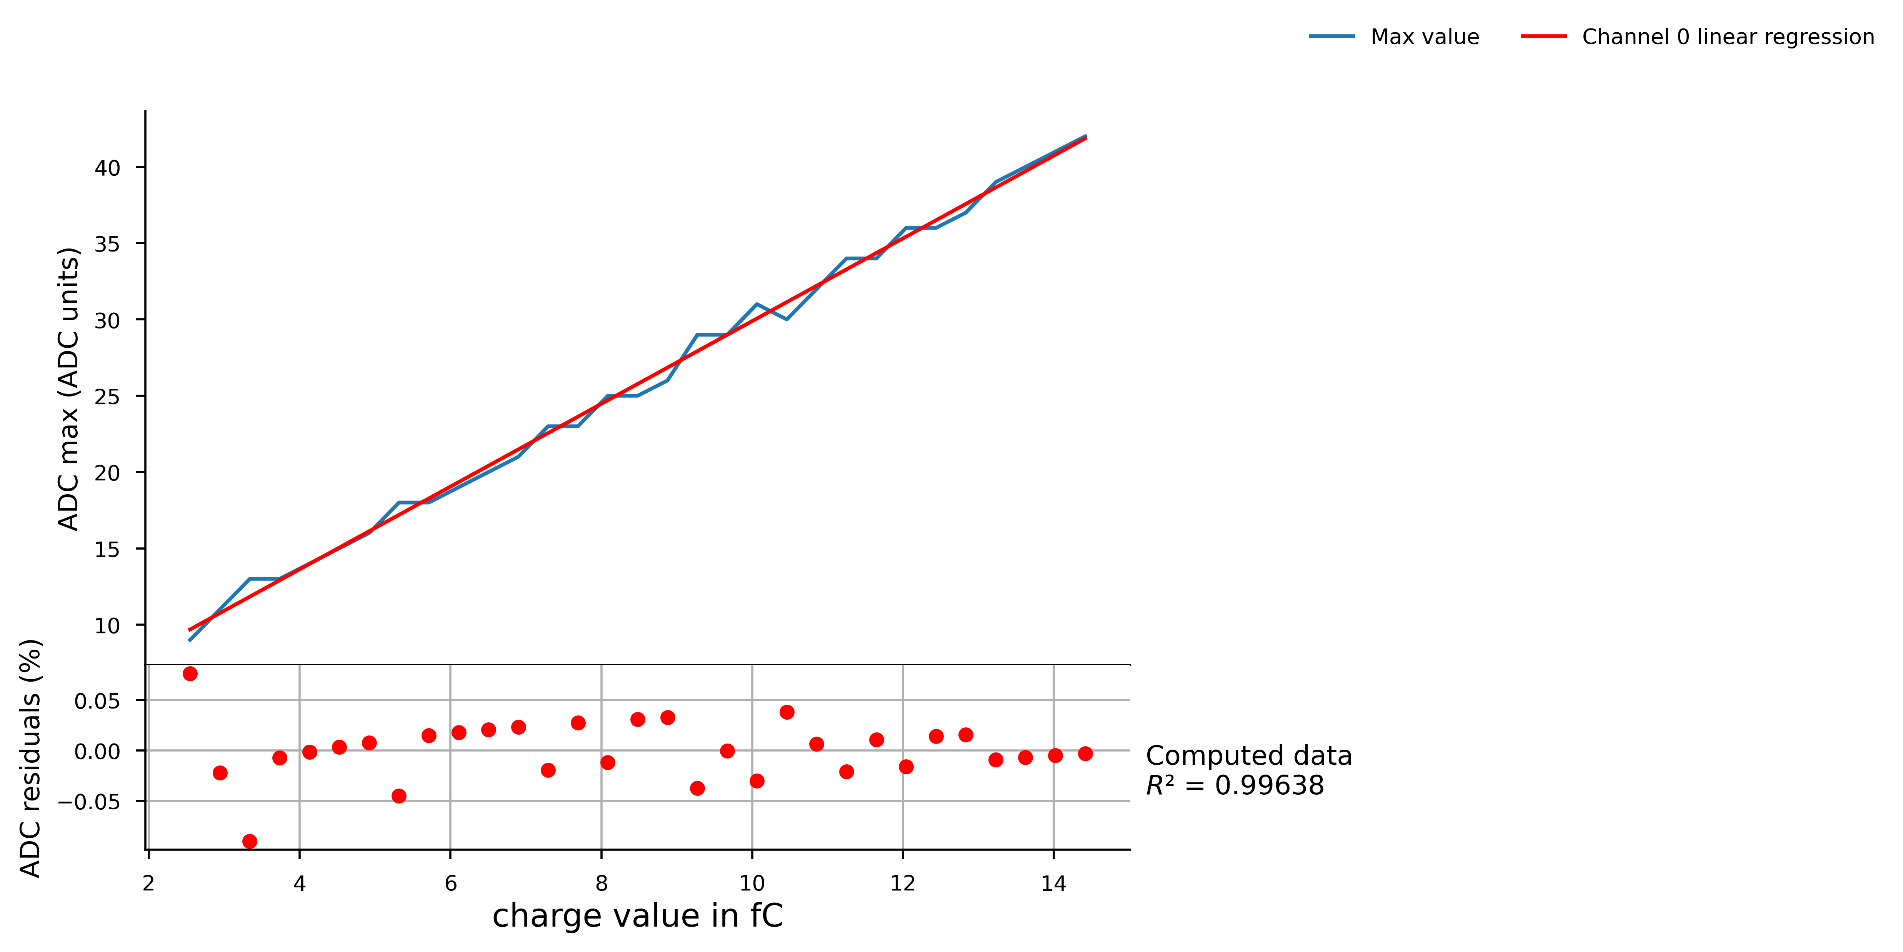 Max value
Channel 0 linear regression
ADC max (ADC units)
40
35
30
25
20
15
10
ADC residuals (%)
0.05
0.00
−0.05
Computed data
R² = 0.99638
2 4 6 8 10 12 14
charge value in fC